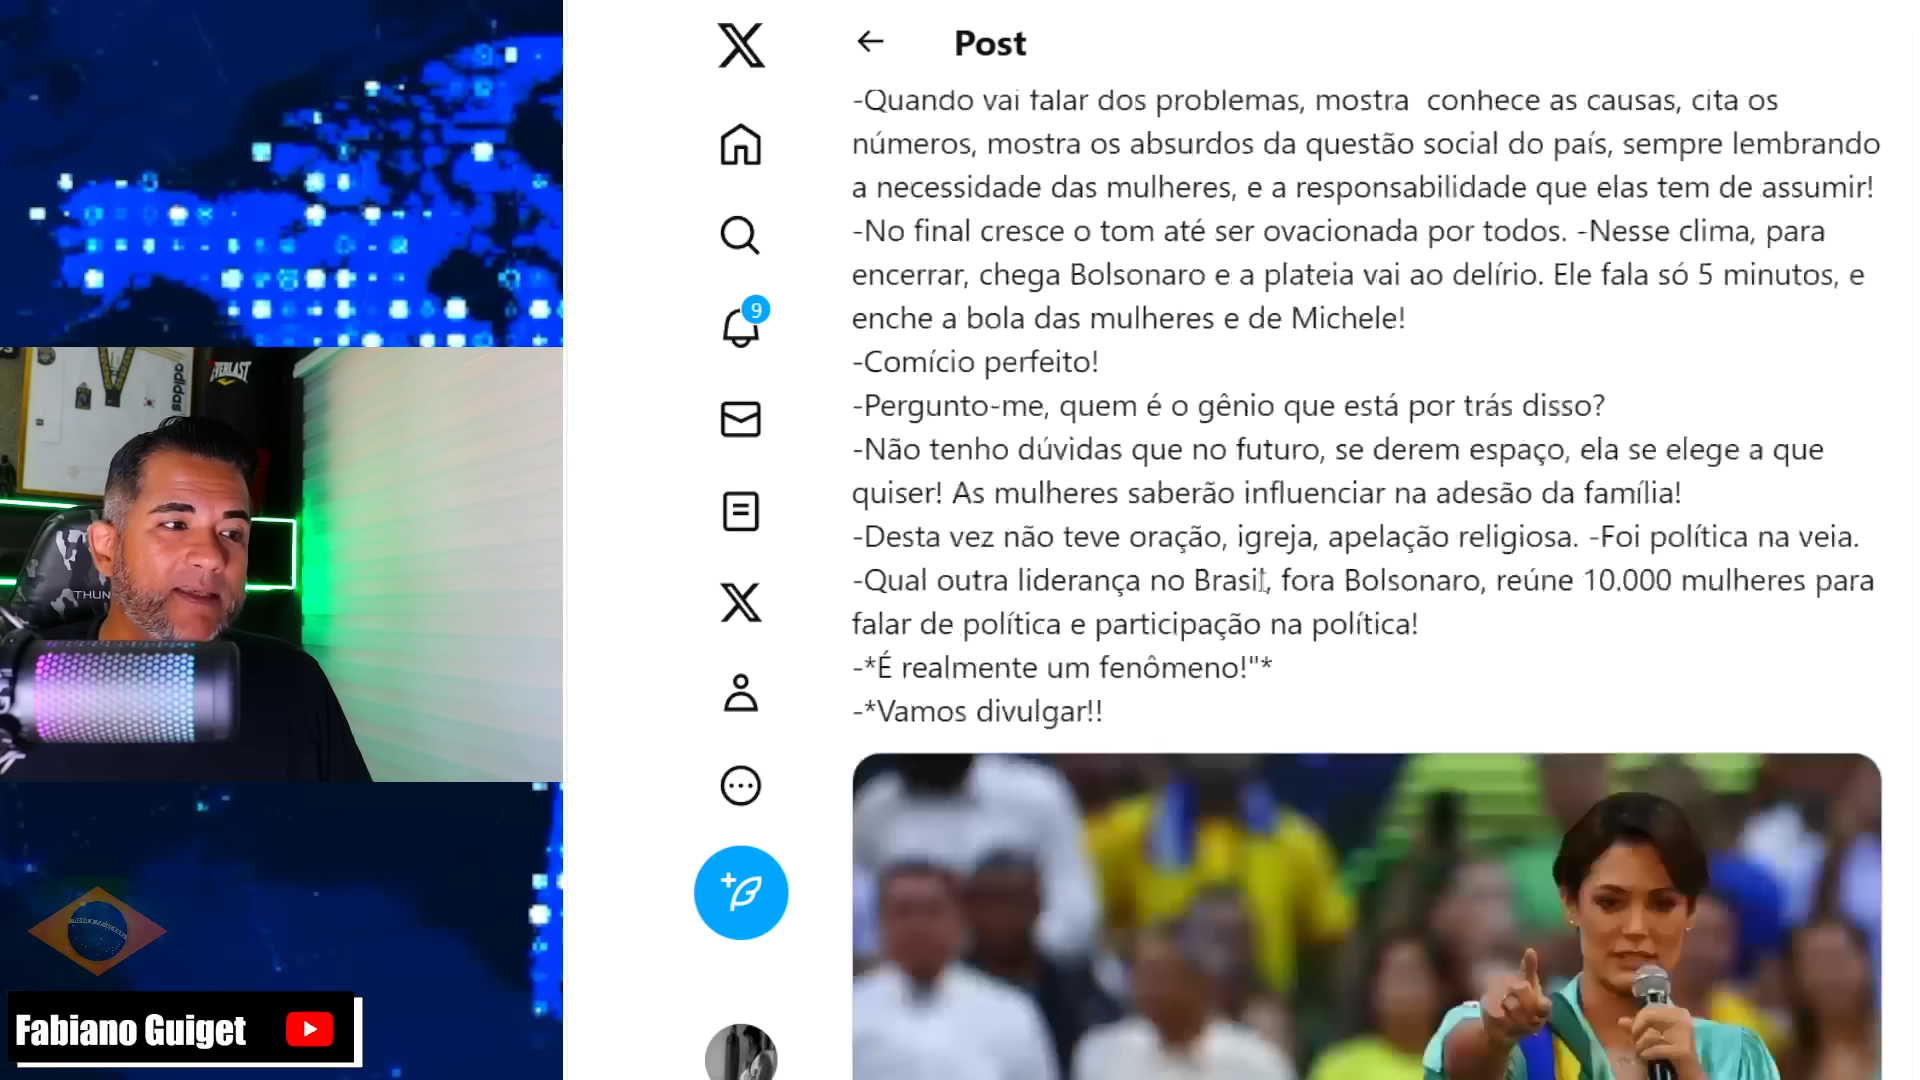 Post
-Quando vai falar dos problemas, mostra  conhece as causas, cita os
números, mostra os absurdos da questão social do país, sempre lembrando
a necessidade das mulheres, e a responsabilidade que elas tem de assumir!
-No final cresce o tom até ser ovacionada por todos. -Nesse clima, para
encerrar, chega Bolsonaro e a plateia vai ao delírio. Ele fala só 5 minutos, e
enche a bola das mulheres e de Michele!
-Comício perfeito!
-Pergunto-me, quem é o gênio que está por trás disso?
-Não tenho dúvidas que no futuro, se derem espaço, ela se elege a que
quiser! As mulheres saberão influenciar na adesão da família!
-Desta vez não teve oração, igreja, apelação religiosa. -Foi política na veia.
-Qual outra liderança no Brasil, fora Bolsonaro, reúne 10.000 mulheres para
falar de política e participação na política!
-*É realmente um fenômeno!"*
-*Vamos divulgar!!
9
EVERLAST
adidas
THUN
Fabiano Guiget